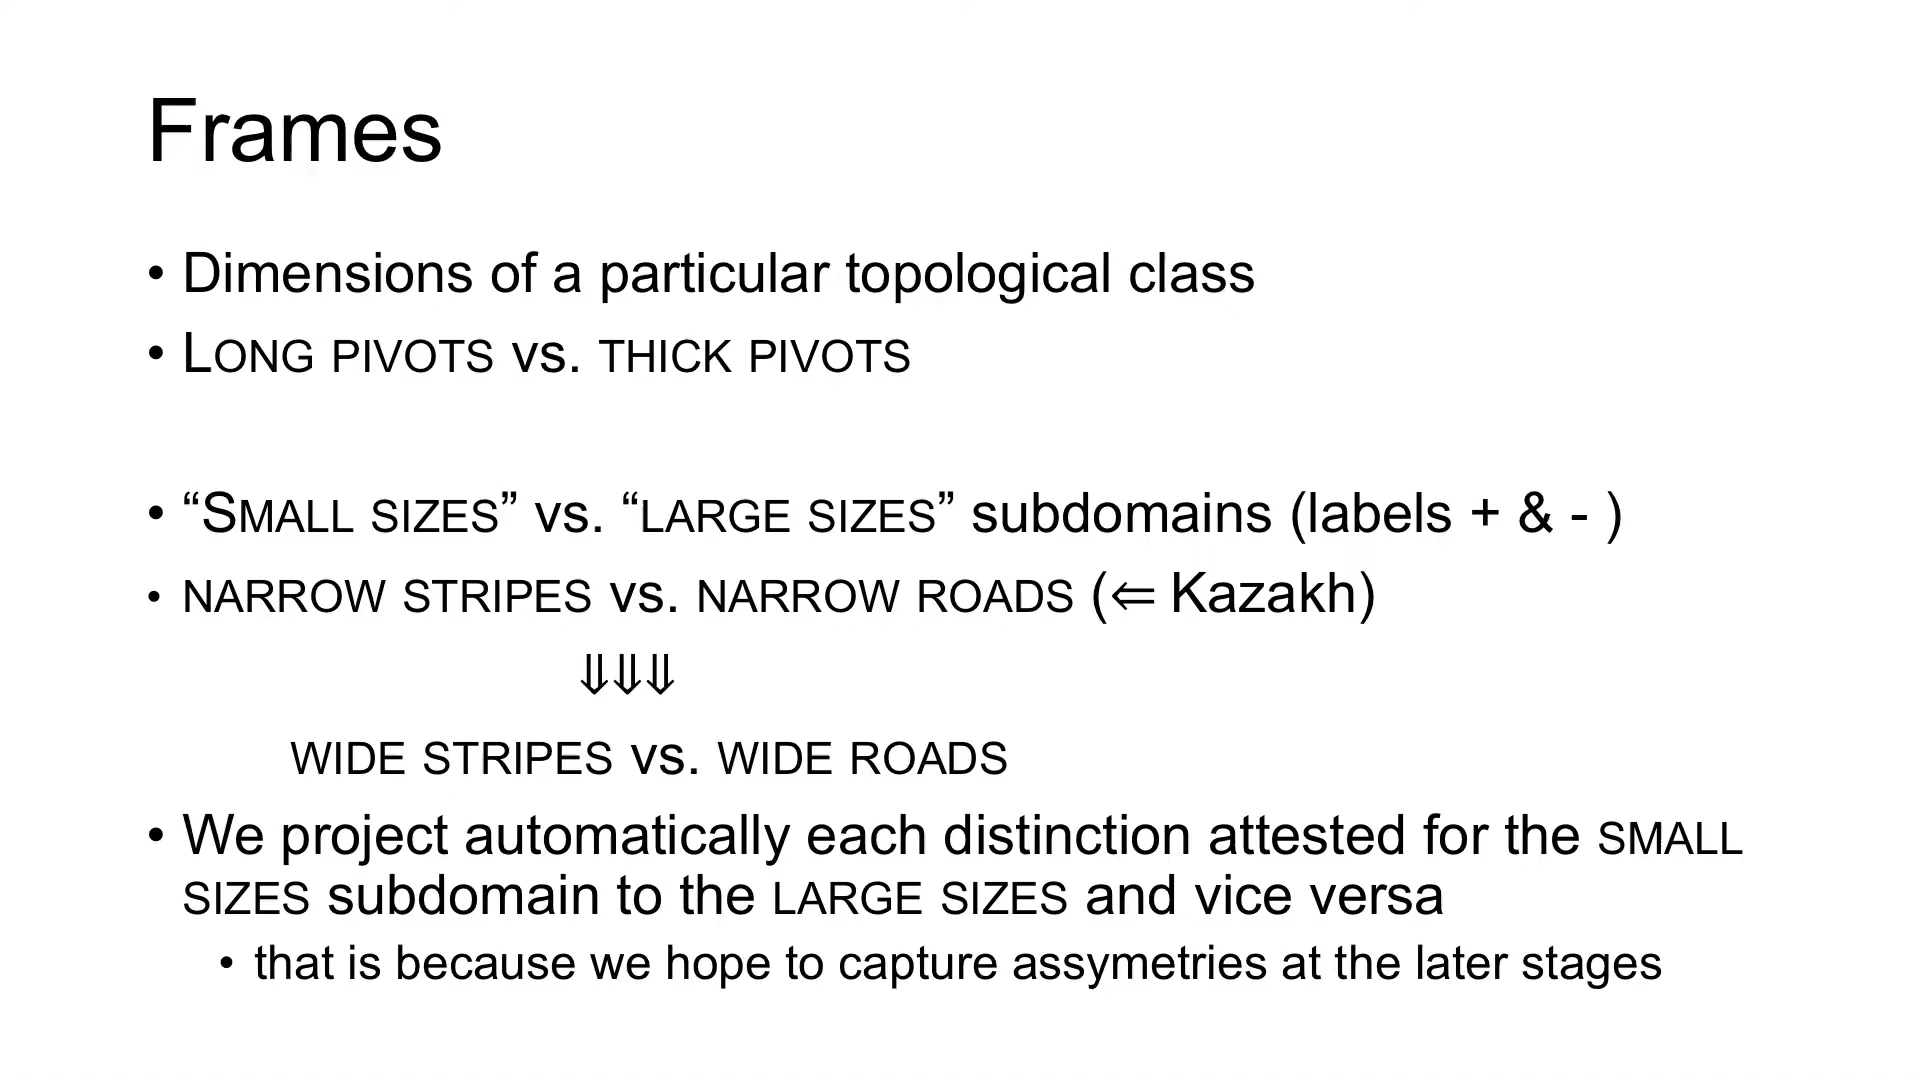 Frames
• Dimensions of a particular topological class
• LONG PIVOTS vs. THICK PIVOTS
• “SMALL SIZES” vs. “LARGE SIZES” subdomains (labels + & - )
• NARROW STRIPES vs. NARROW ROADS (⇐ Kazakh)
⇓⇓⇓
WIDE STRIPES vs. WIDE ROADS
• We project automatically each distinction attested for the SMALL
SIZES subdomain to the LARGE SIZES and vice versa
• that is because we hope to capture assymetries at the later stages